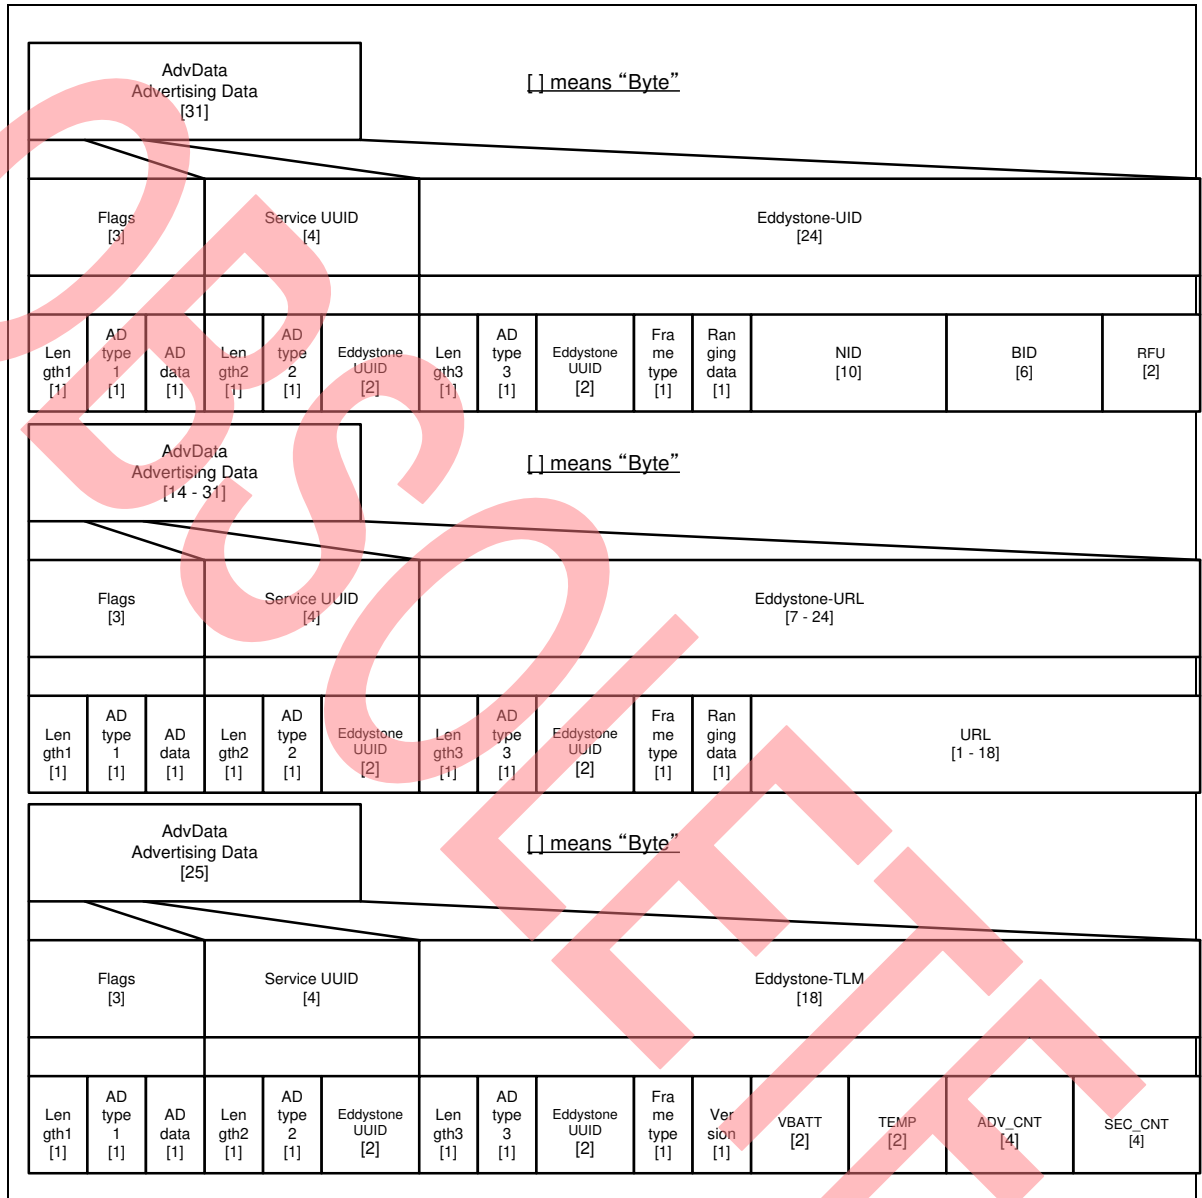 AdvData
Advertising Data
[31]
[ ] means “Byte”
Flags
[3]
Service UUID
[4]
Eddystone-UID
[24]
Len
gth1
[1]
AD
type
1
[1]
AD
data
[1]
Len
gth2
[1]
AD
type
2
[1]
Eddystone
UUID
[2]
Len
gth3
[1]
AD
type
3
[1]
Eddystone
UUID
[2]
Fra
me
type
[1]
Ran
ging
data
[1]
NID
[10]
BID
[6]
RFU
[2]
AdvData
Advertising Data
[14 - 31]
[ ] means “Byte”
Flags
[3]
Service UUID
[4]
Eddystone-URL
[7 - 24]
Len
gth1
[1]
AD
type
1
[1]
AD
data
[1]
Len
gth2
[1]
AD
type
2
[1]
Eddystone
UUID
[2]
Len
gth3
[1]
AD
type
3
[1]
Eddystone
UUID
[2]
Fra
me
type
[1]
Ran
ging
data
[1]
URL
[1 - 18]
AdvData
Advertising Data
[25]
[ ] means “Byte”
Flags
[3]
Service UUID
[4]
Eddystone-TLM
[18]
Len
gth1
[1]
AD
type
1
[1]
AD
data
[1]
Len
gth2
[1]
AD
type
2
[1]
Eddystone
UUID
[2]
Len
gth3
[1]
AD
type
3
[1]
Eddystone
UUID
[2]
Fra
me
type
[1]
Ver
sion
[1]
VBATT
[2]
TEMP
[2]
ADV_CNT
[4]
SEC_CNT
[4]
OBSOLETE